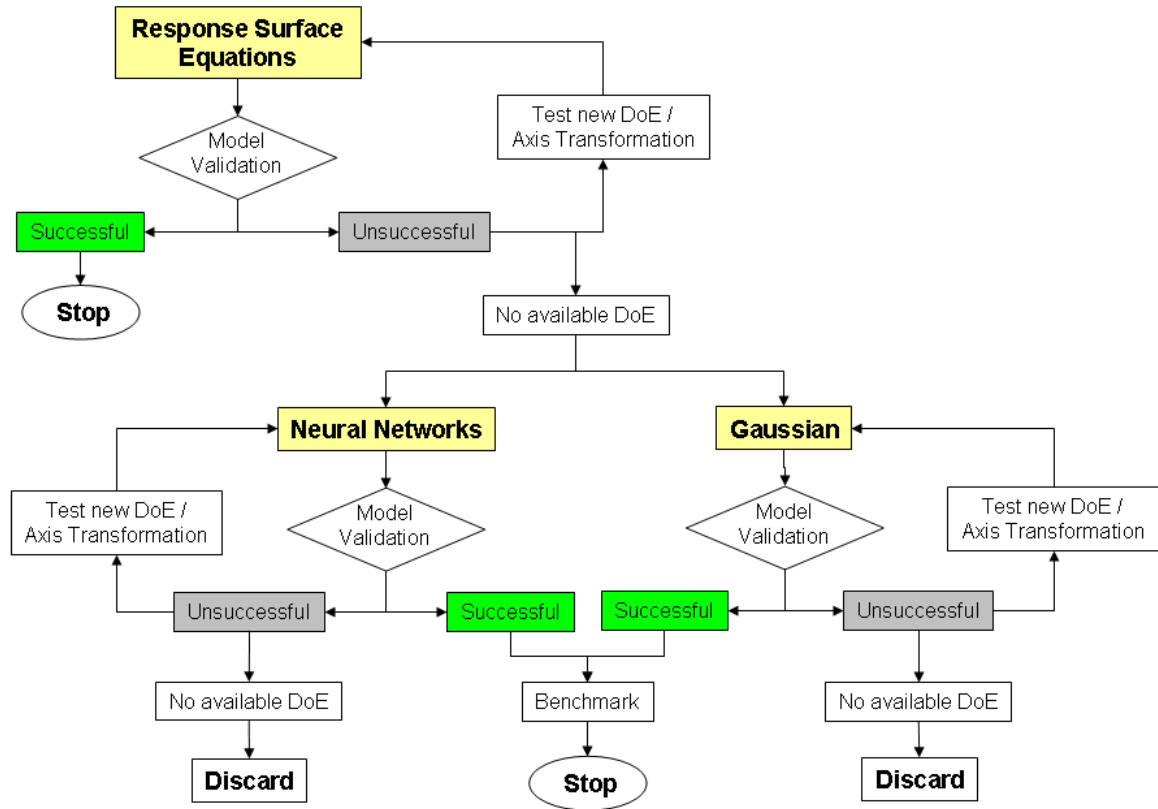 Response Surface
Equations
Test new DoE /
Axis Transformation
Model
Validation
Successful
Unsuccessful
Stop
No available DoE
Neural Networks
Gaussian
Test new DoE /
Axis Transformation
Model
Validation
Model
Validation
Test new DoE /
Axis Transformation
Unsuccessful
Successful
Successful
Unsuccessful
No available DoE
Benchmark
No available DoE
Discard
Stop
Discard